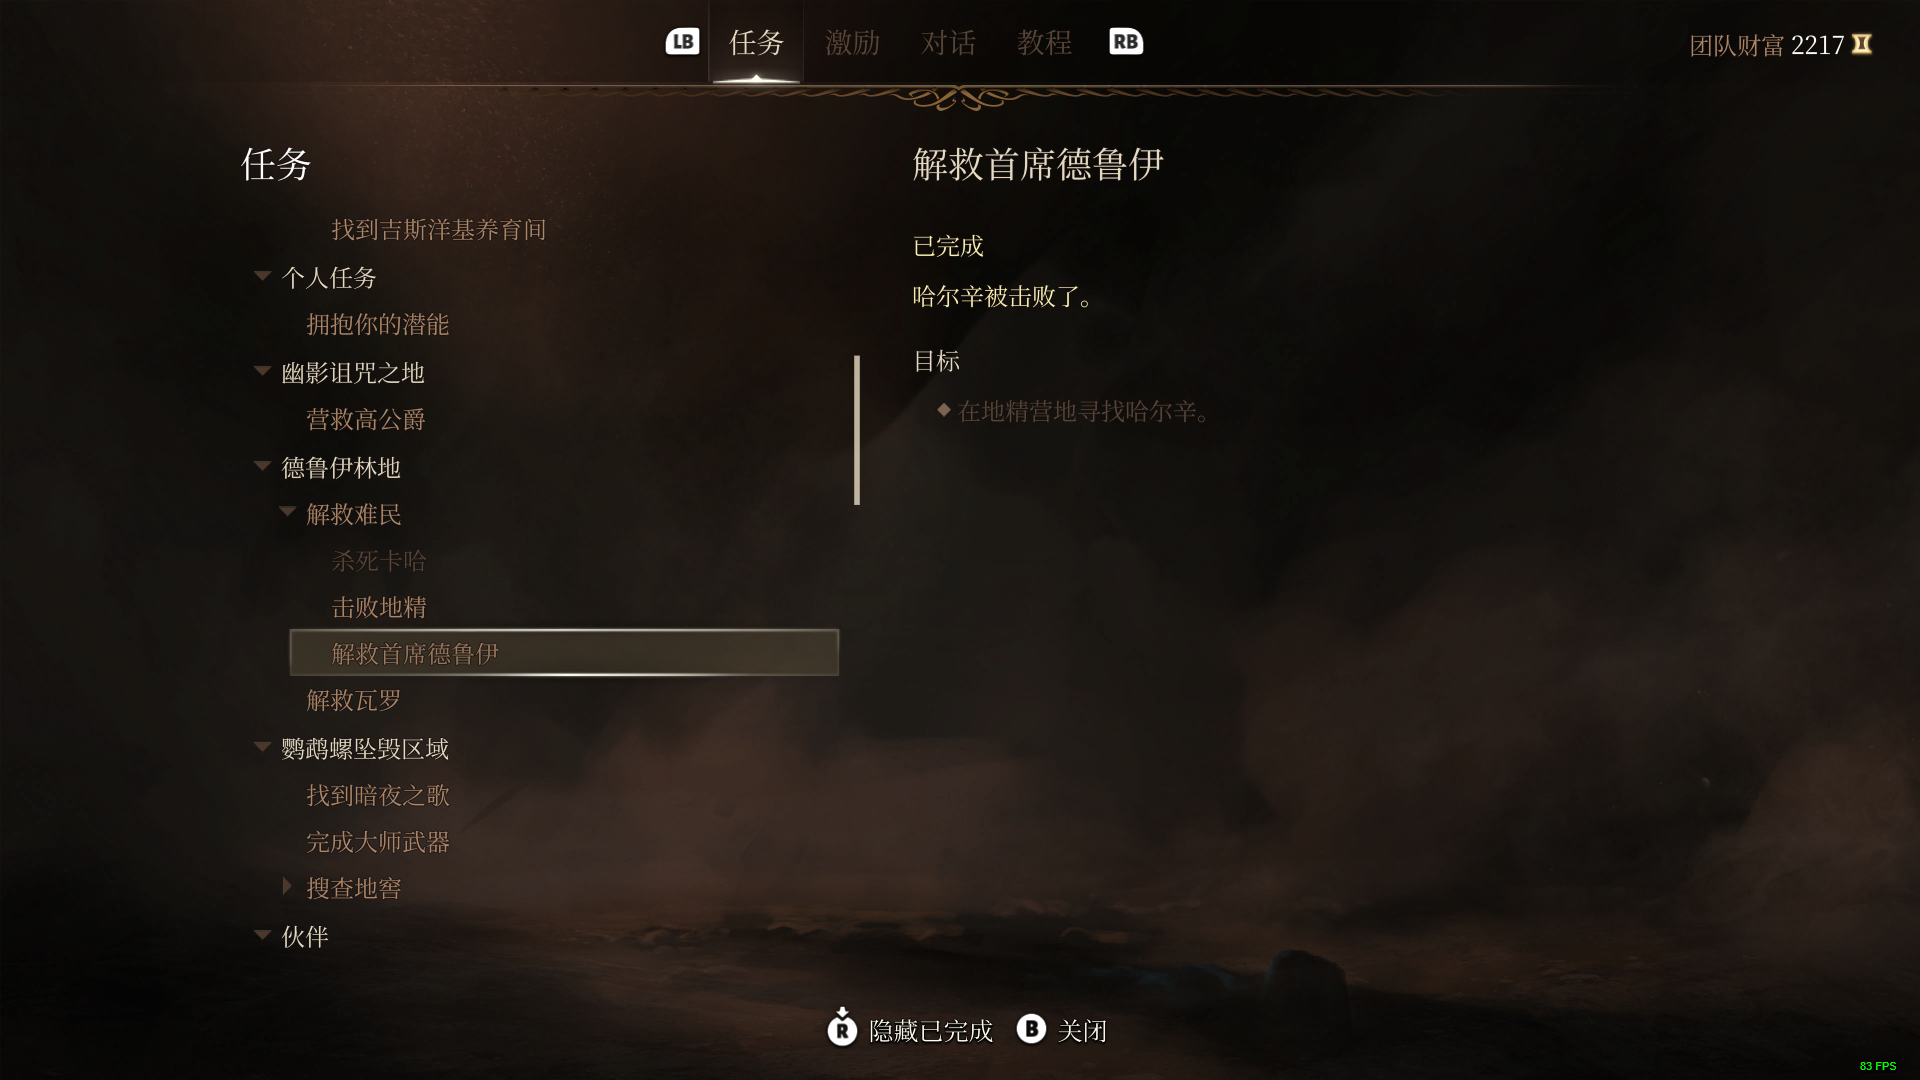 LB 任务 激励 对话 教程 RB
团队财富 2217
任务
找到吉斯洋基养育间
个人任务
拥抱你的潜能
幽影诅咒之地
营救高公爵
德鲁伊林地
解救难民
杀死卡哈
击败地精
解救首席德鲁伊
解救瓦罗
鹦鹉螺坠毁区域
找到暗夜之歌
完成大师武器
搜查地窖
伙伴
解救首席德鲁伊
已完成
哈尔辛被击败了。
目标
在地精营地寻找哈尔辛。
R 隐藏已完成 B 关闭
83 FPS